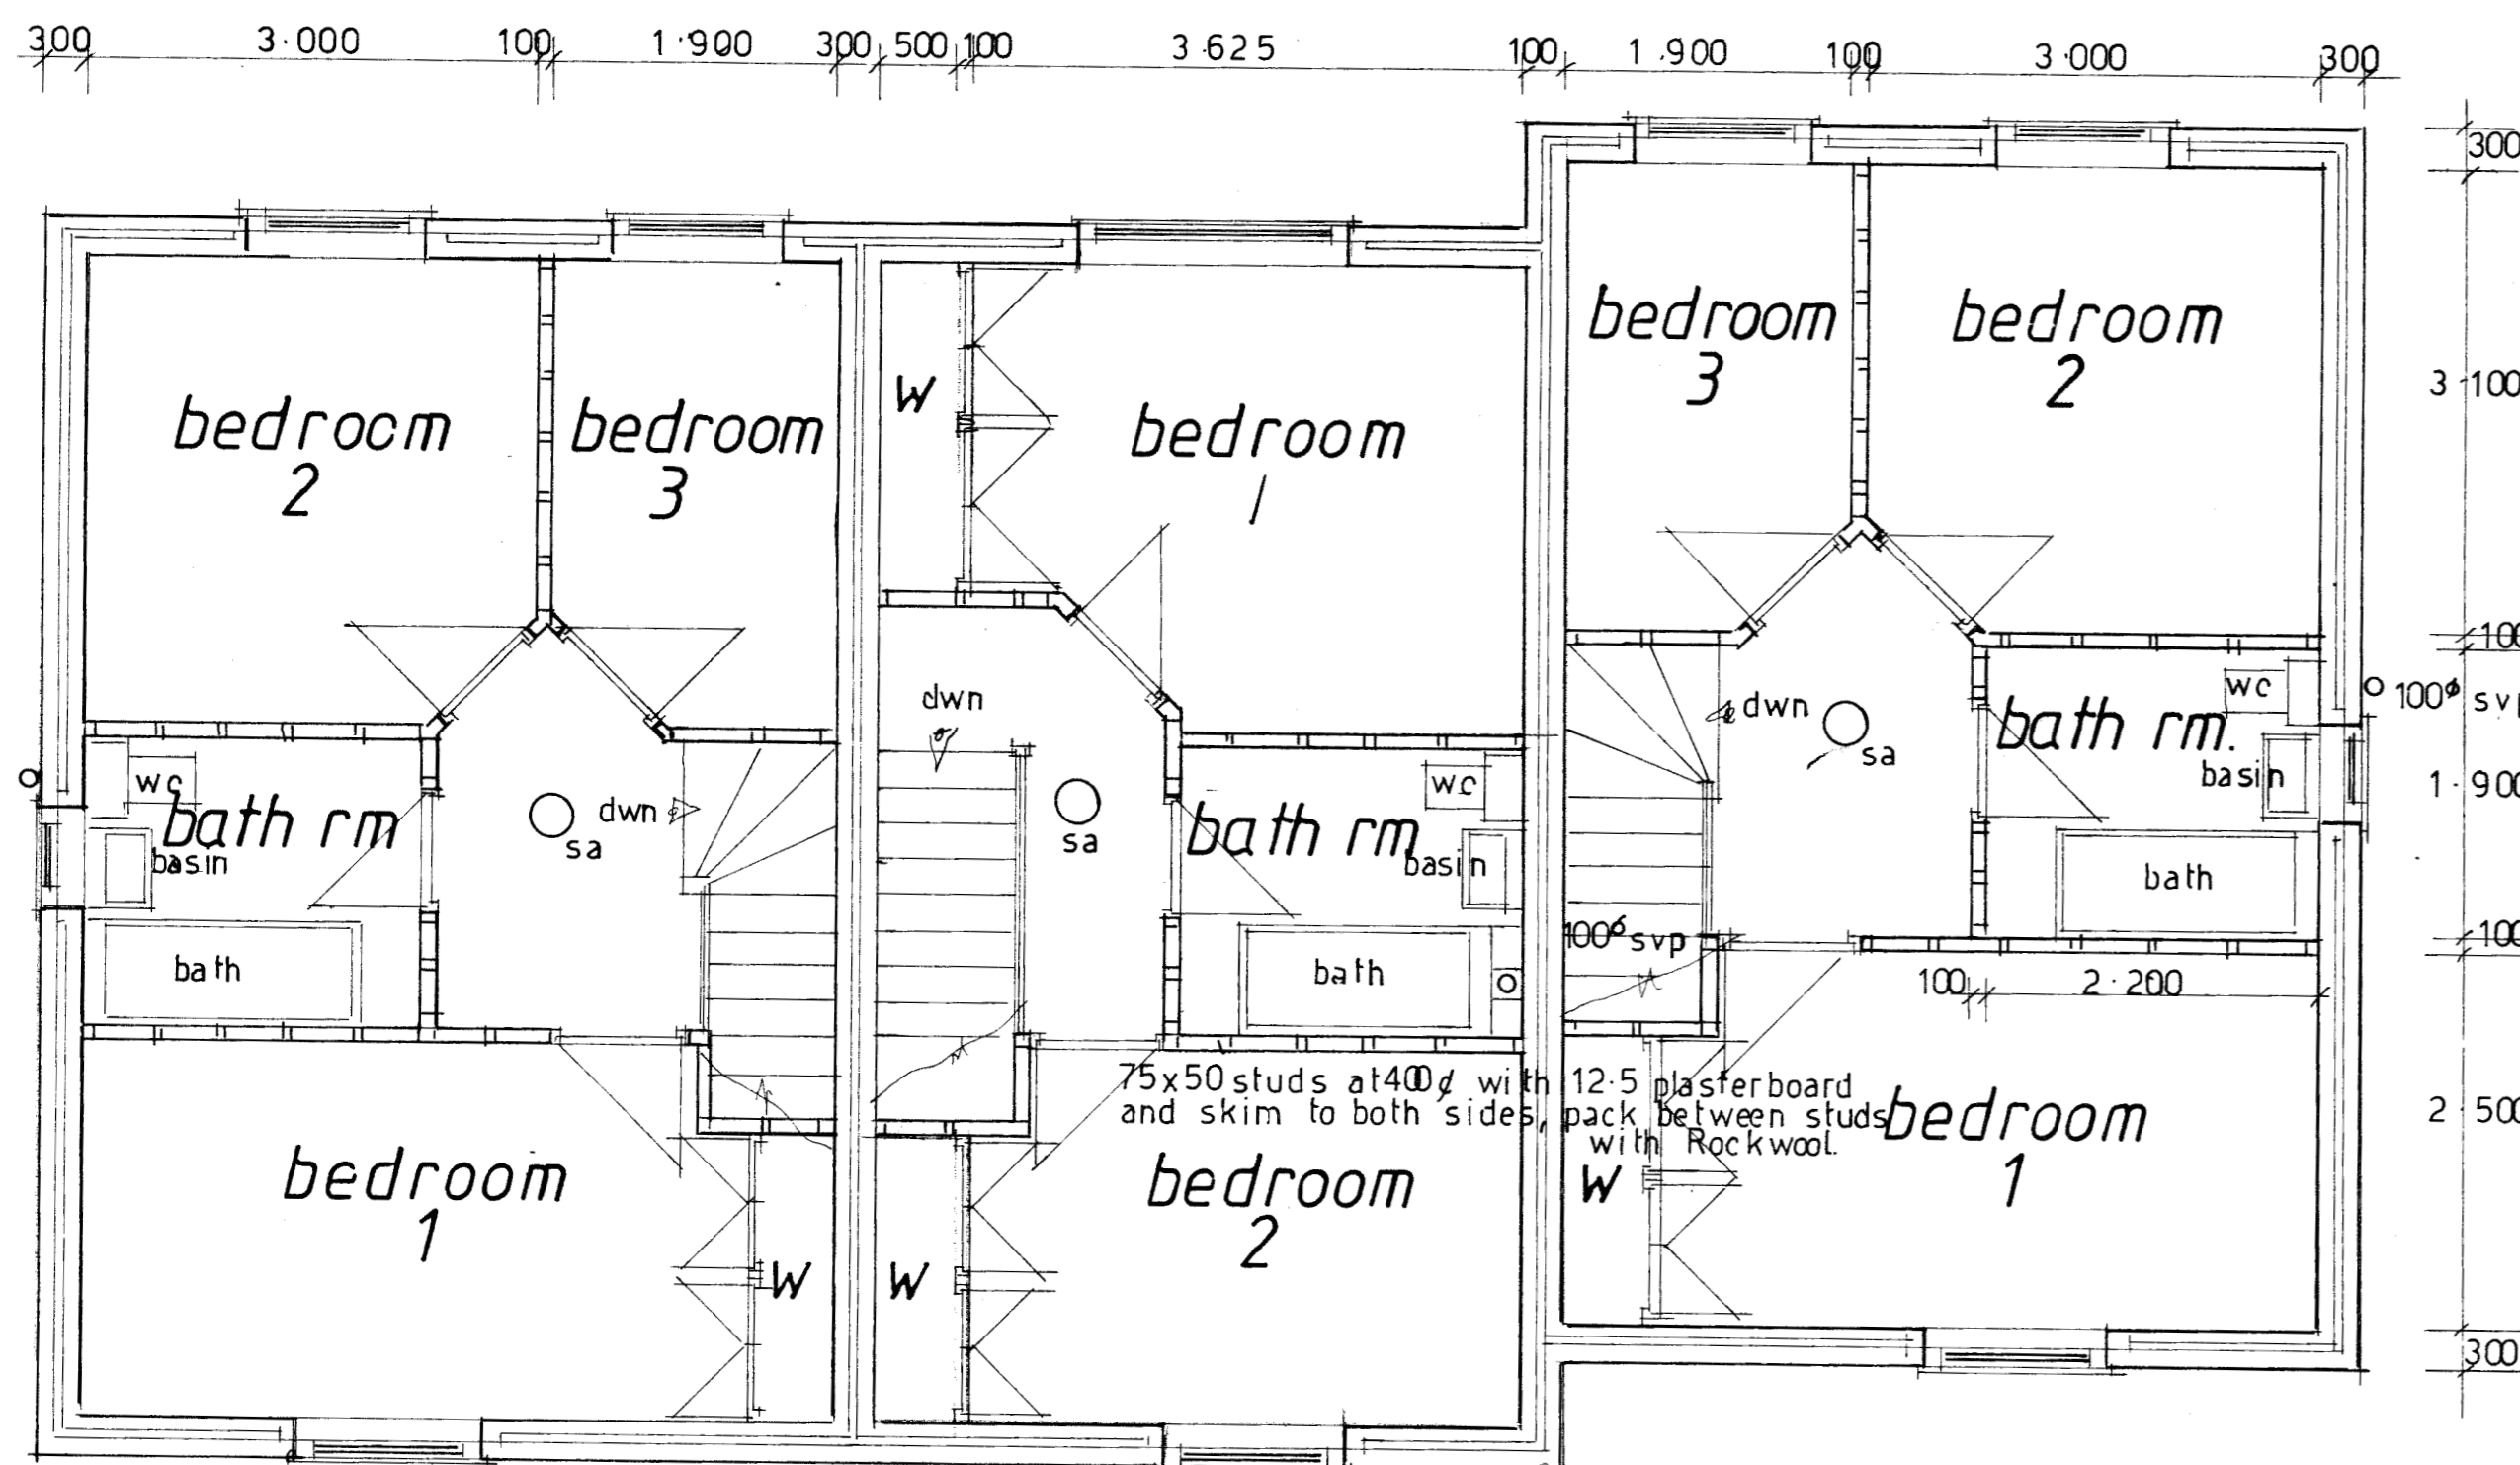 300 3·000 100 1·900 300 500 100 3·625 100 1·900 100 3·000 300
300
3·100
100
1·900
100
2·500
300
bedroom
2
bedroom
3
W
bedroom
1
bedroom
3
bedroom
2
wc
bath rm
basin
bath
sa
dwn
dwn
sa
wc
bath rm
basin
bath
100ø svp
dwn
sa
wc
bath rm.
basin
bath
100ø
100 2·200
75x50 studs at 400¢ with 12·5 plasterboard
and skim to both sides, pack between studs
with Rockwool.
bedroom
1
W
W
bedroom
2
W
bedroom
1